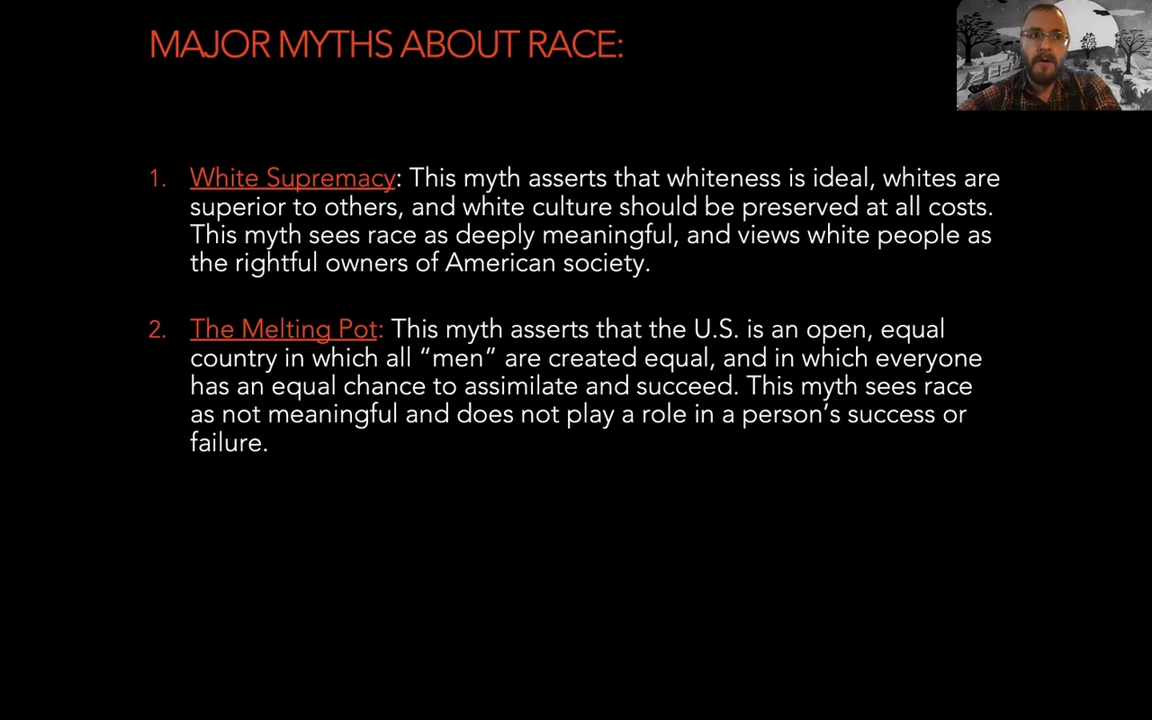 MAJOR MYTHS ABOUT RACE:
1. White Supremacy: This myth asserts that whiteness is ideal, whites are
superior to others, and white culture should be preserved at all costs.
This myth sees race as deeply meaningful, and views white people as
the rightful owners of American society.
2. The Melting Pot: This myth asserts that the U.S. is an open, equal
country in which all “men” are created equal, and in which everyone
has an equal chance to assimilate and succeed. This myth sees race
as not meaningful and does not play a role in a person’s success or
failure.